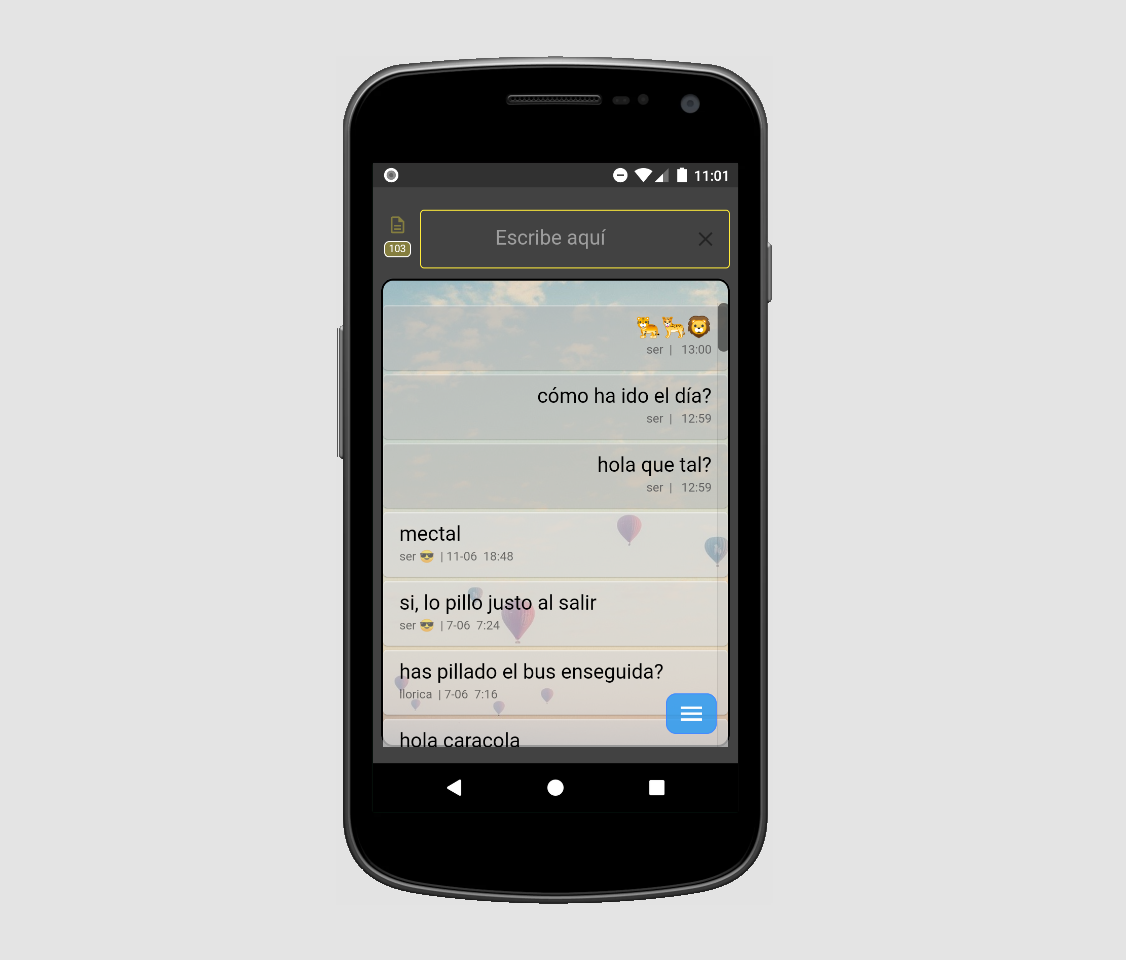 11:01
Escribe aquí
103
🐅🐆🦁
ser | 13:00
cómo ha ido el día?
ser | 12:59
hola que tal?
ser | 12:59
mectal
ser 😎 | 11-06 18:48
si, lo pillo justo al salir
ser 😎 | 7-06 7:24
has pillado el bus enseguida?
llorica | 7-06 7:16
hola caracola